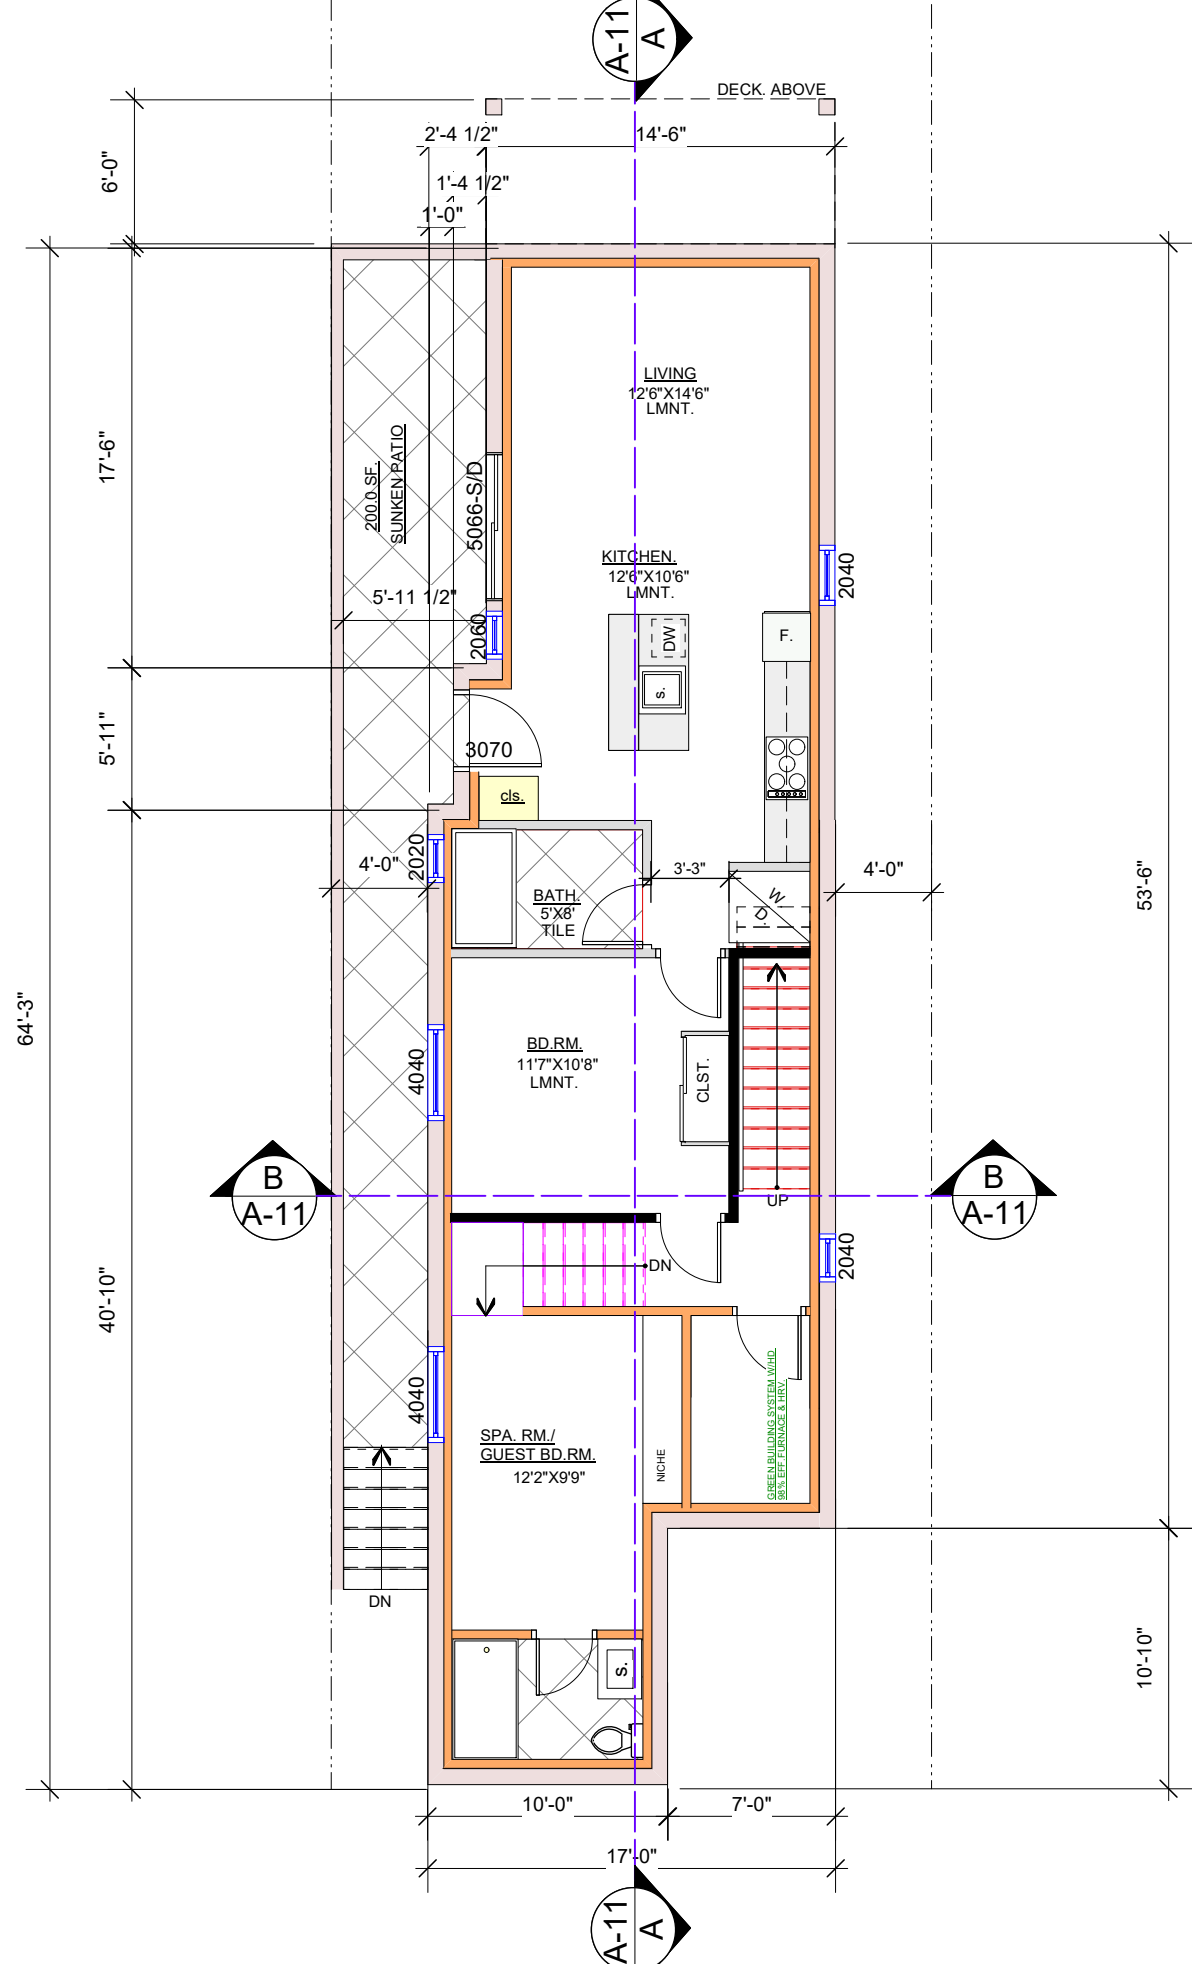 A-11
A
DECK. ABOVE
2'-4 1/2"
14'-6"
6'-0"
1'-4 1/2"
1'-0"
LIVING
12'6"X14'6"
LMNT.
17'-6"
200.0 SF.
SUNKEN PATIO
5066-S/D
KITCHEN.
12'6"X10'6"
LMNT.
2040
5'-11 1/2"
2060
DW
F.
s.
5'-11"
3070
cls.
4'-0"
2020
3'-3"
4'-0"
53'-6"
BATH.
5'X8'
TILE
W
D.
64'-3"
BD.RM.
11'7"X10'8"
LMNT.
4040
CLST.
B
A-11
UP
B
A-11
2040
DN
40'-10"
4040
SPA. RM./
GUEST BD.RM.
12'2"X9'9"
NICHE
GREEN BUILDING SYSTEM W/HD
98% EFF FURNACE & HRV.
DN
s.
10'-10"
10'-0"
7'-0"
17'-0"
A-11
A